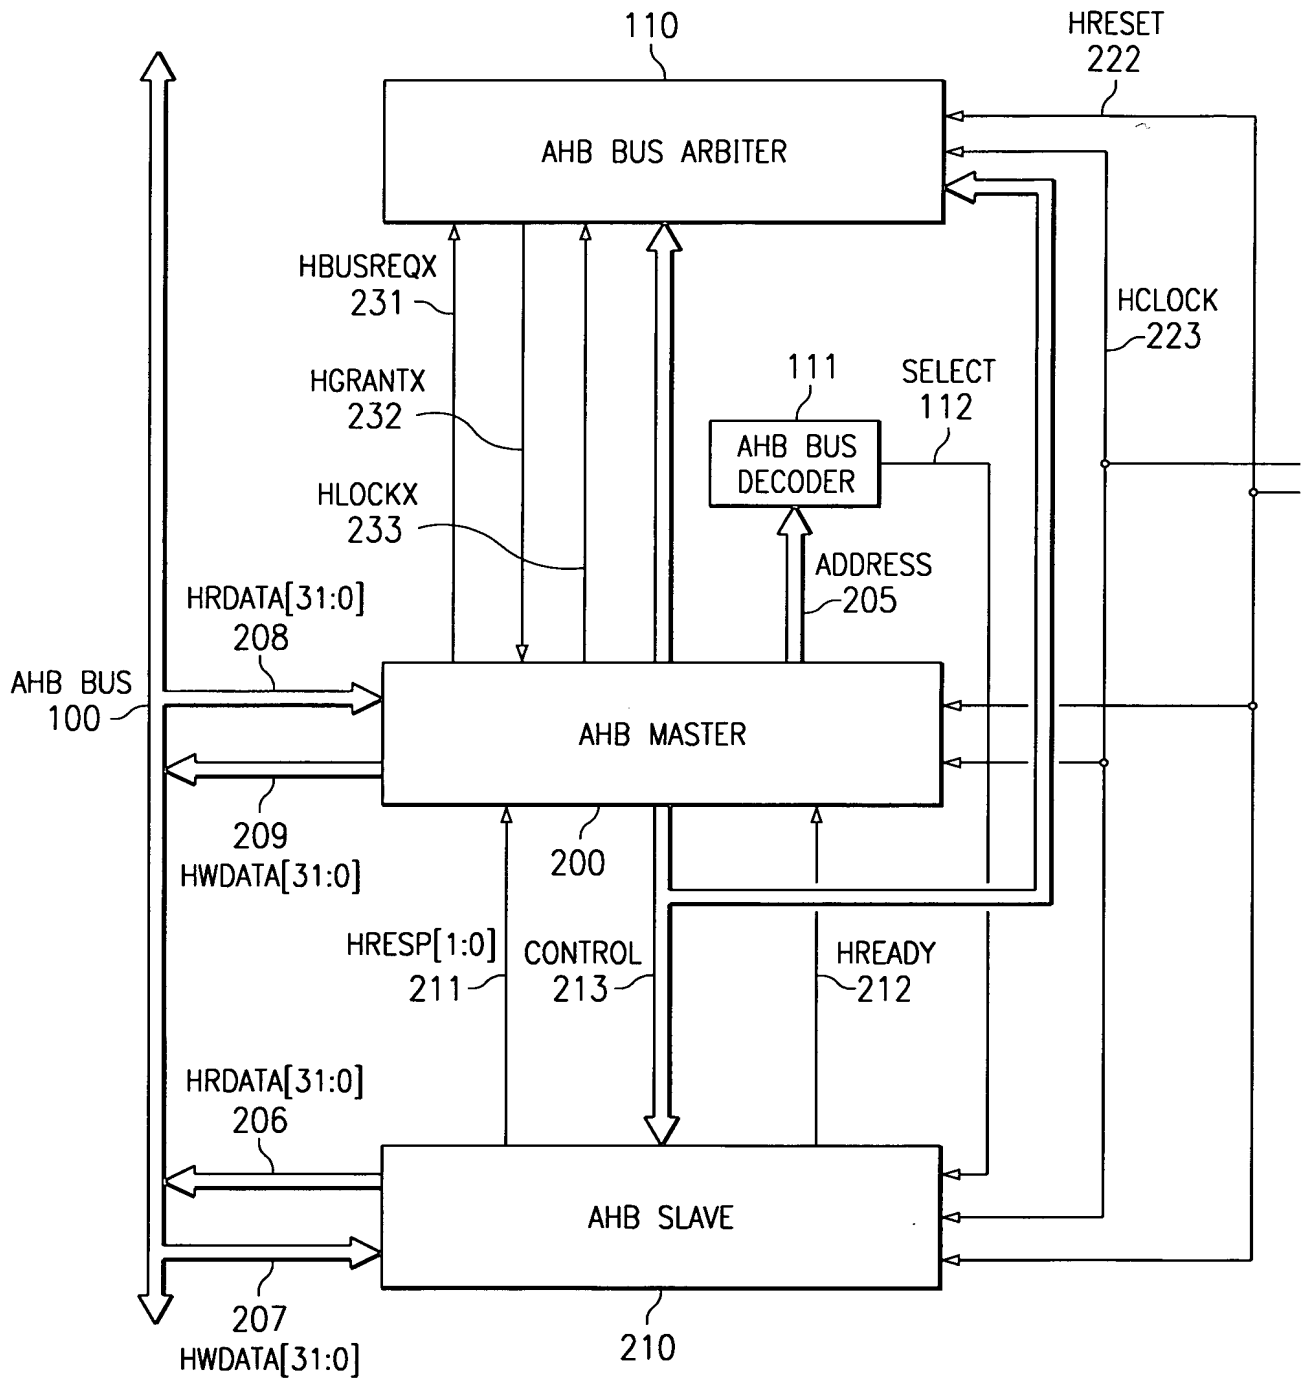 110
HRESET
222
AHB BUS ARBITER
HBUSREQX
231
HCLOCK
223
111
SELECT
112
HGRANTX
232
AHB BUS
DECODER
HLOCKX
233
ADDRESS
205
HRDATA[31:0]
208
AHB BUS
100
AHB MASTER
209
HWDATA[31:0]
200
HRESP[1:0]
211
CONTROL
213
HREADY
212
HRDATA[31:0]
206
AHB SLAVE
207
HWDATA[31:0]
210